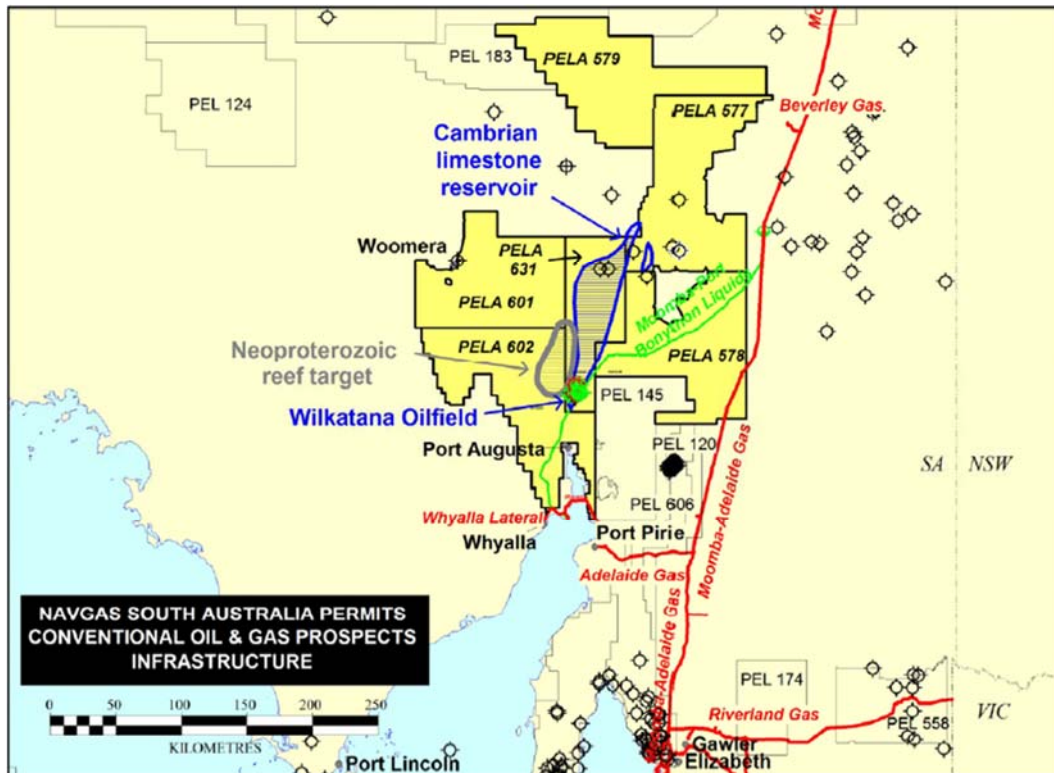 Mo
PEL 183
PELA 579
PEL 124
PELA 577
Beverley Gas
Cambrian
limestone
reservoir
Woomera
PELA
631
PELA 601
Moomba-Port
Bonython Liquids
Neoproterozoic
reef target
PELA 602
PELA 578
Wilkatana Oilfield
PEL 145
Port Augusta
PEL 120
SA
NSW
PEL 606
Whyalla Lateral
Whyalla
Port Pirie
Moomba-Adelaide Gas
Adelaide Gas
NAVGAS SOUTH AUSTRALIA PERMITS
CONVENTIONAL OIL & GAS PROSPECTS
INFRASTRUCTURE
0 50 100 150 200 250
KILOMETRES
a-Adelaide Gas
PEL 174
Riverland Gas
PEL 558
VIC
Gawler
Elizabeth
Port Lincoln